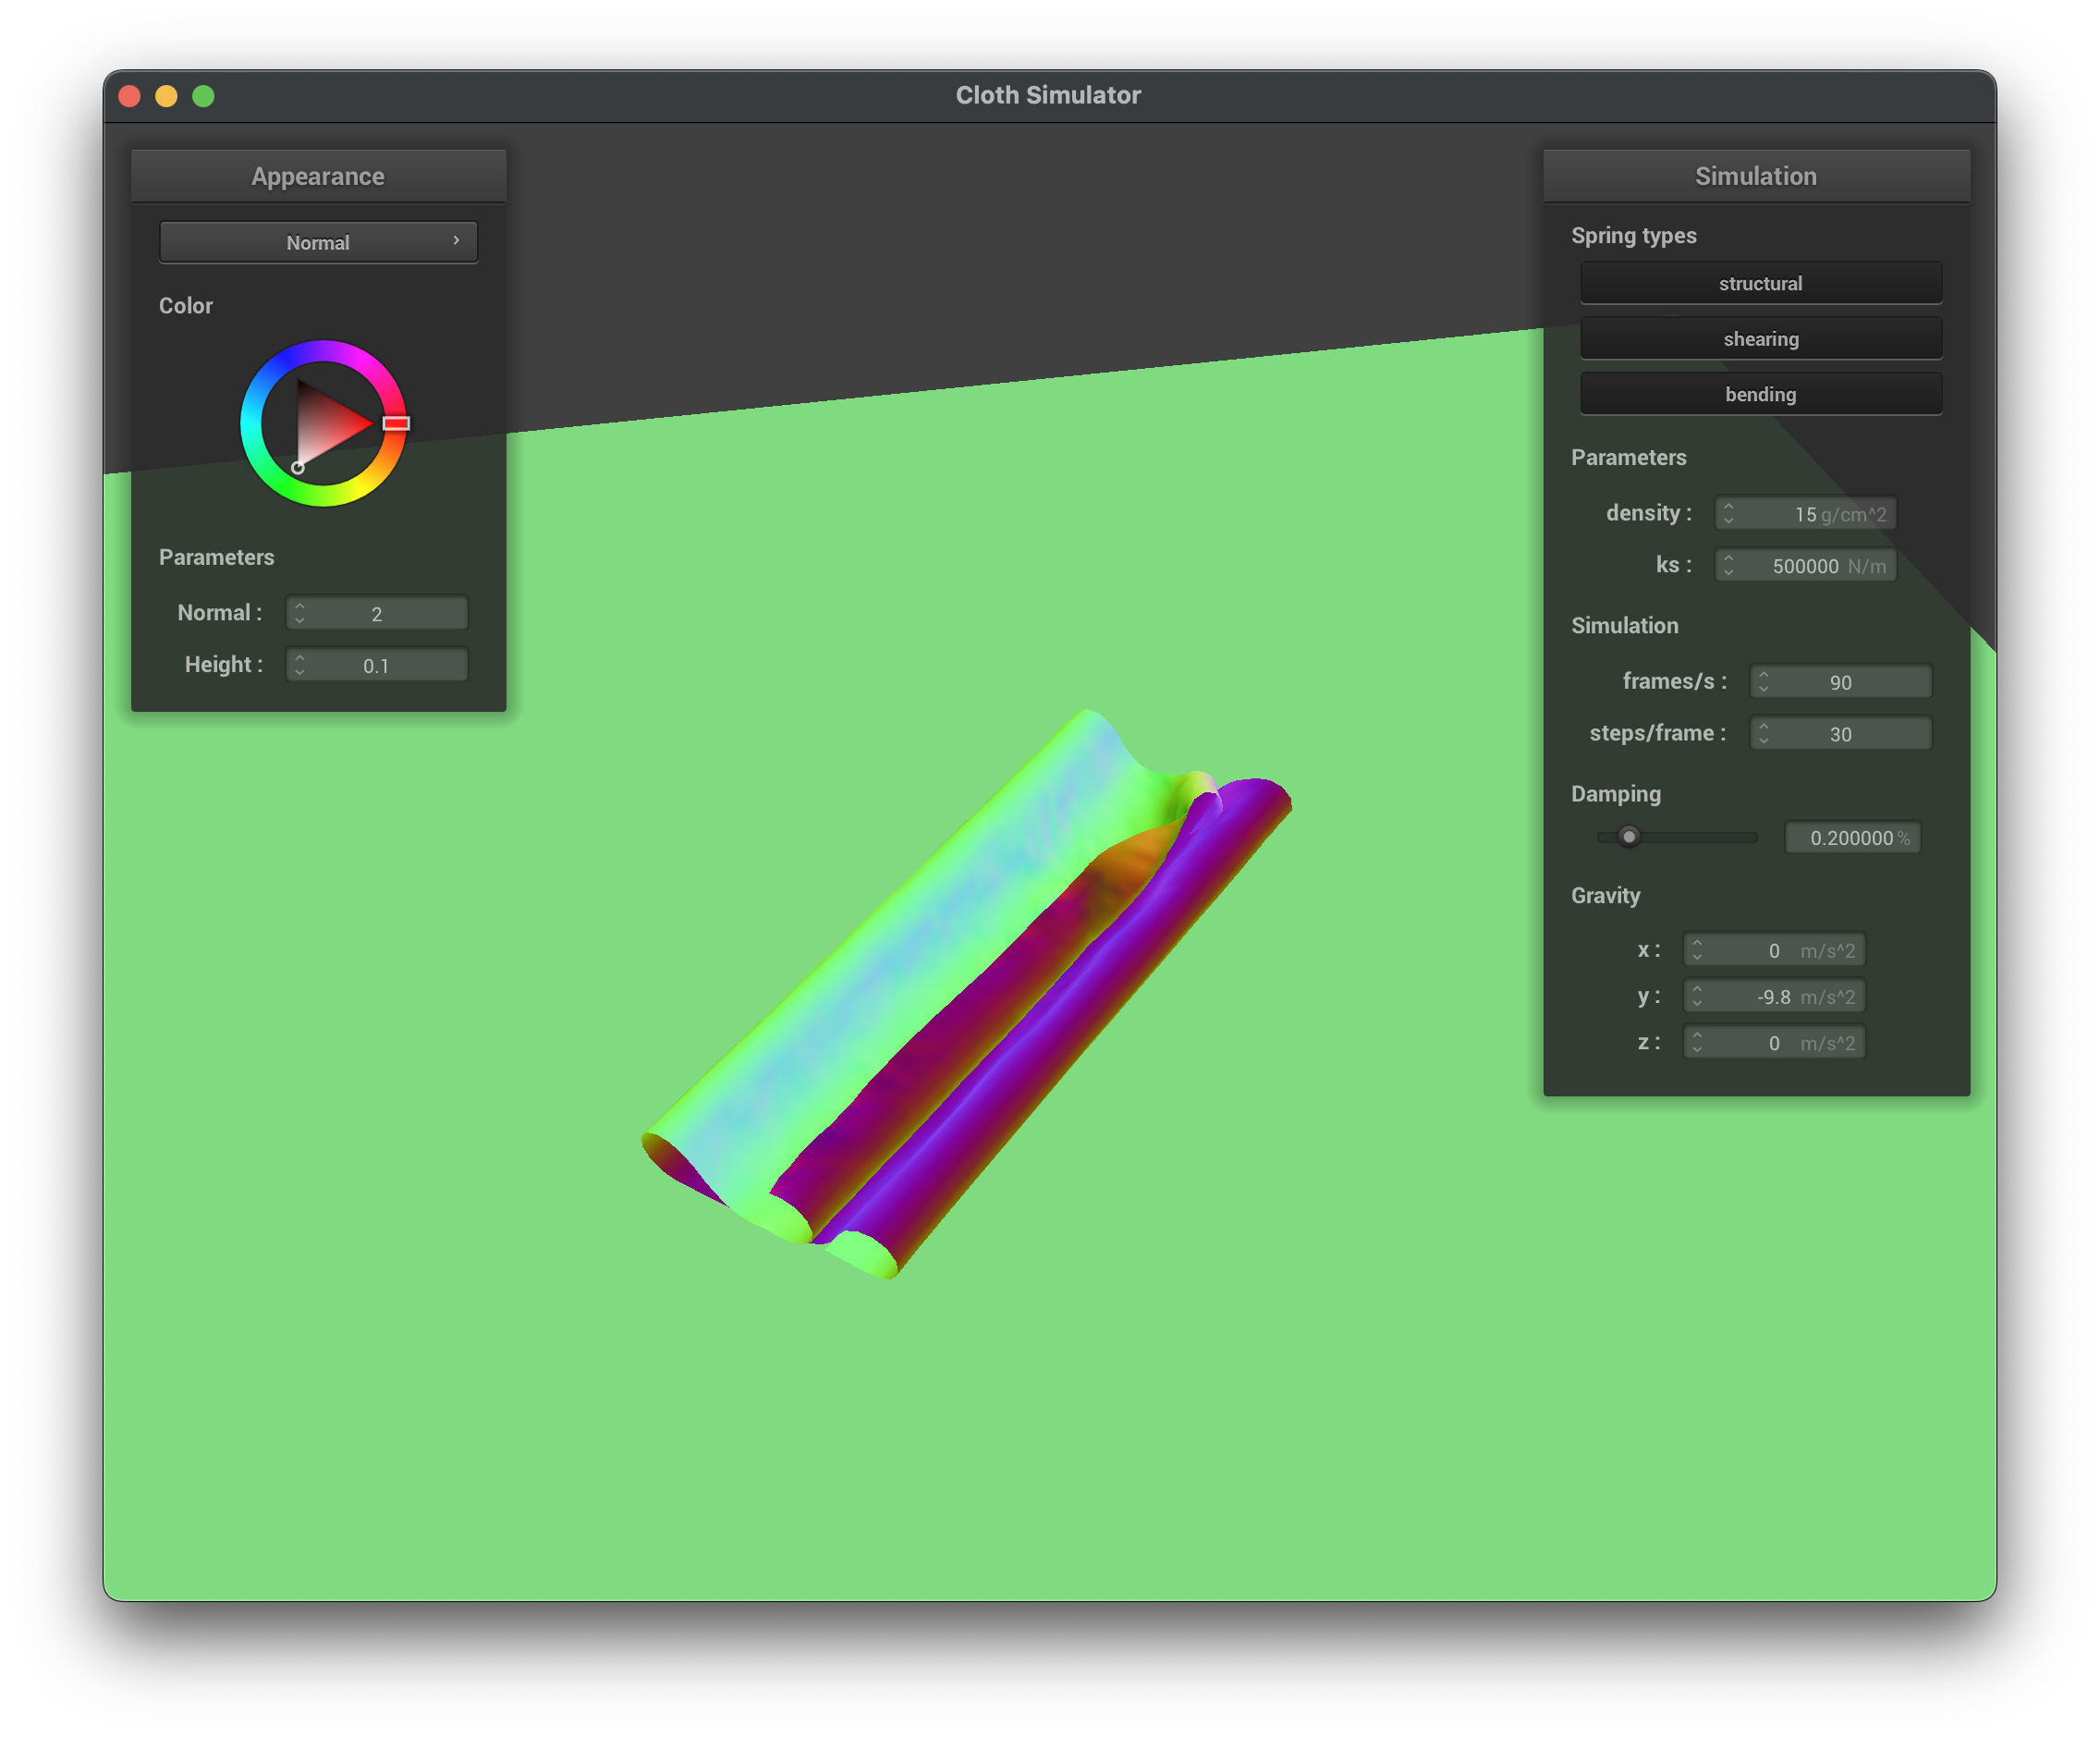 Cloth Simulator
Appearance
Normal
Color
Parameters
Normal : 2
Height : 0.1
Simulation
Spring types
structural
shearing
bending
Parameters
density : 15 g/cm^2
ks : 500000 N/m
Simulation
frames/s : 90
steps/frame : 30
Damping
0.200000 %
Gravity
x : 0 m/s^2
y : -9.8 m/s^2
z : 0 m/s^2